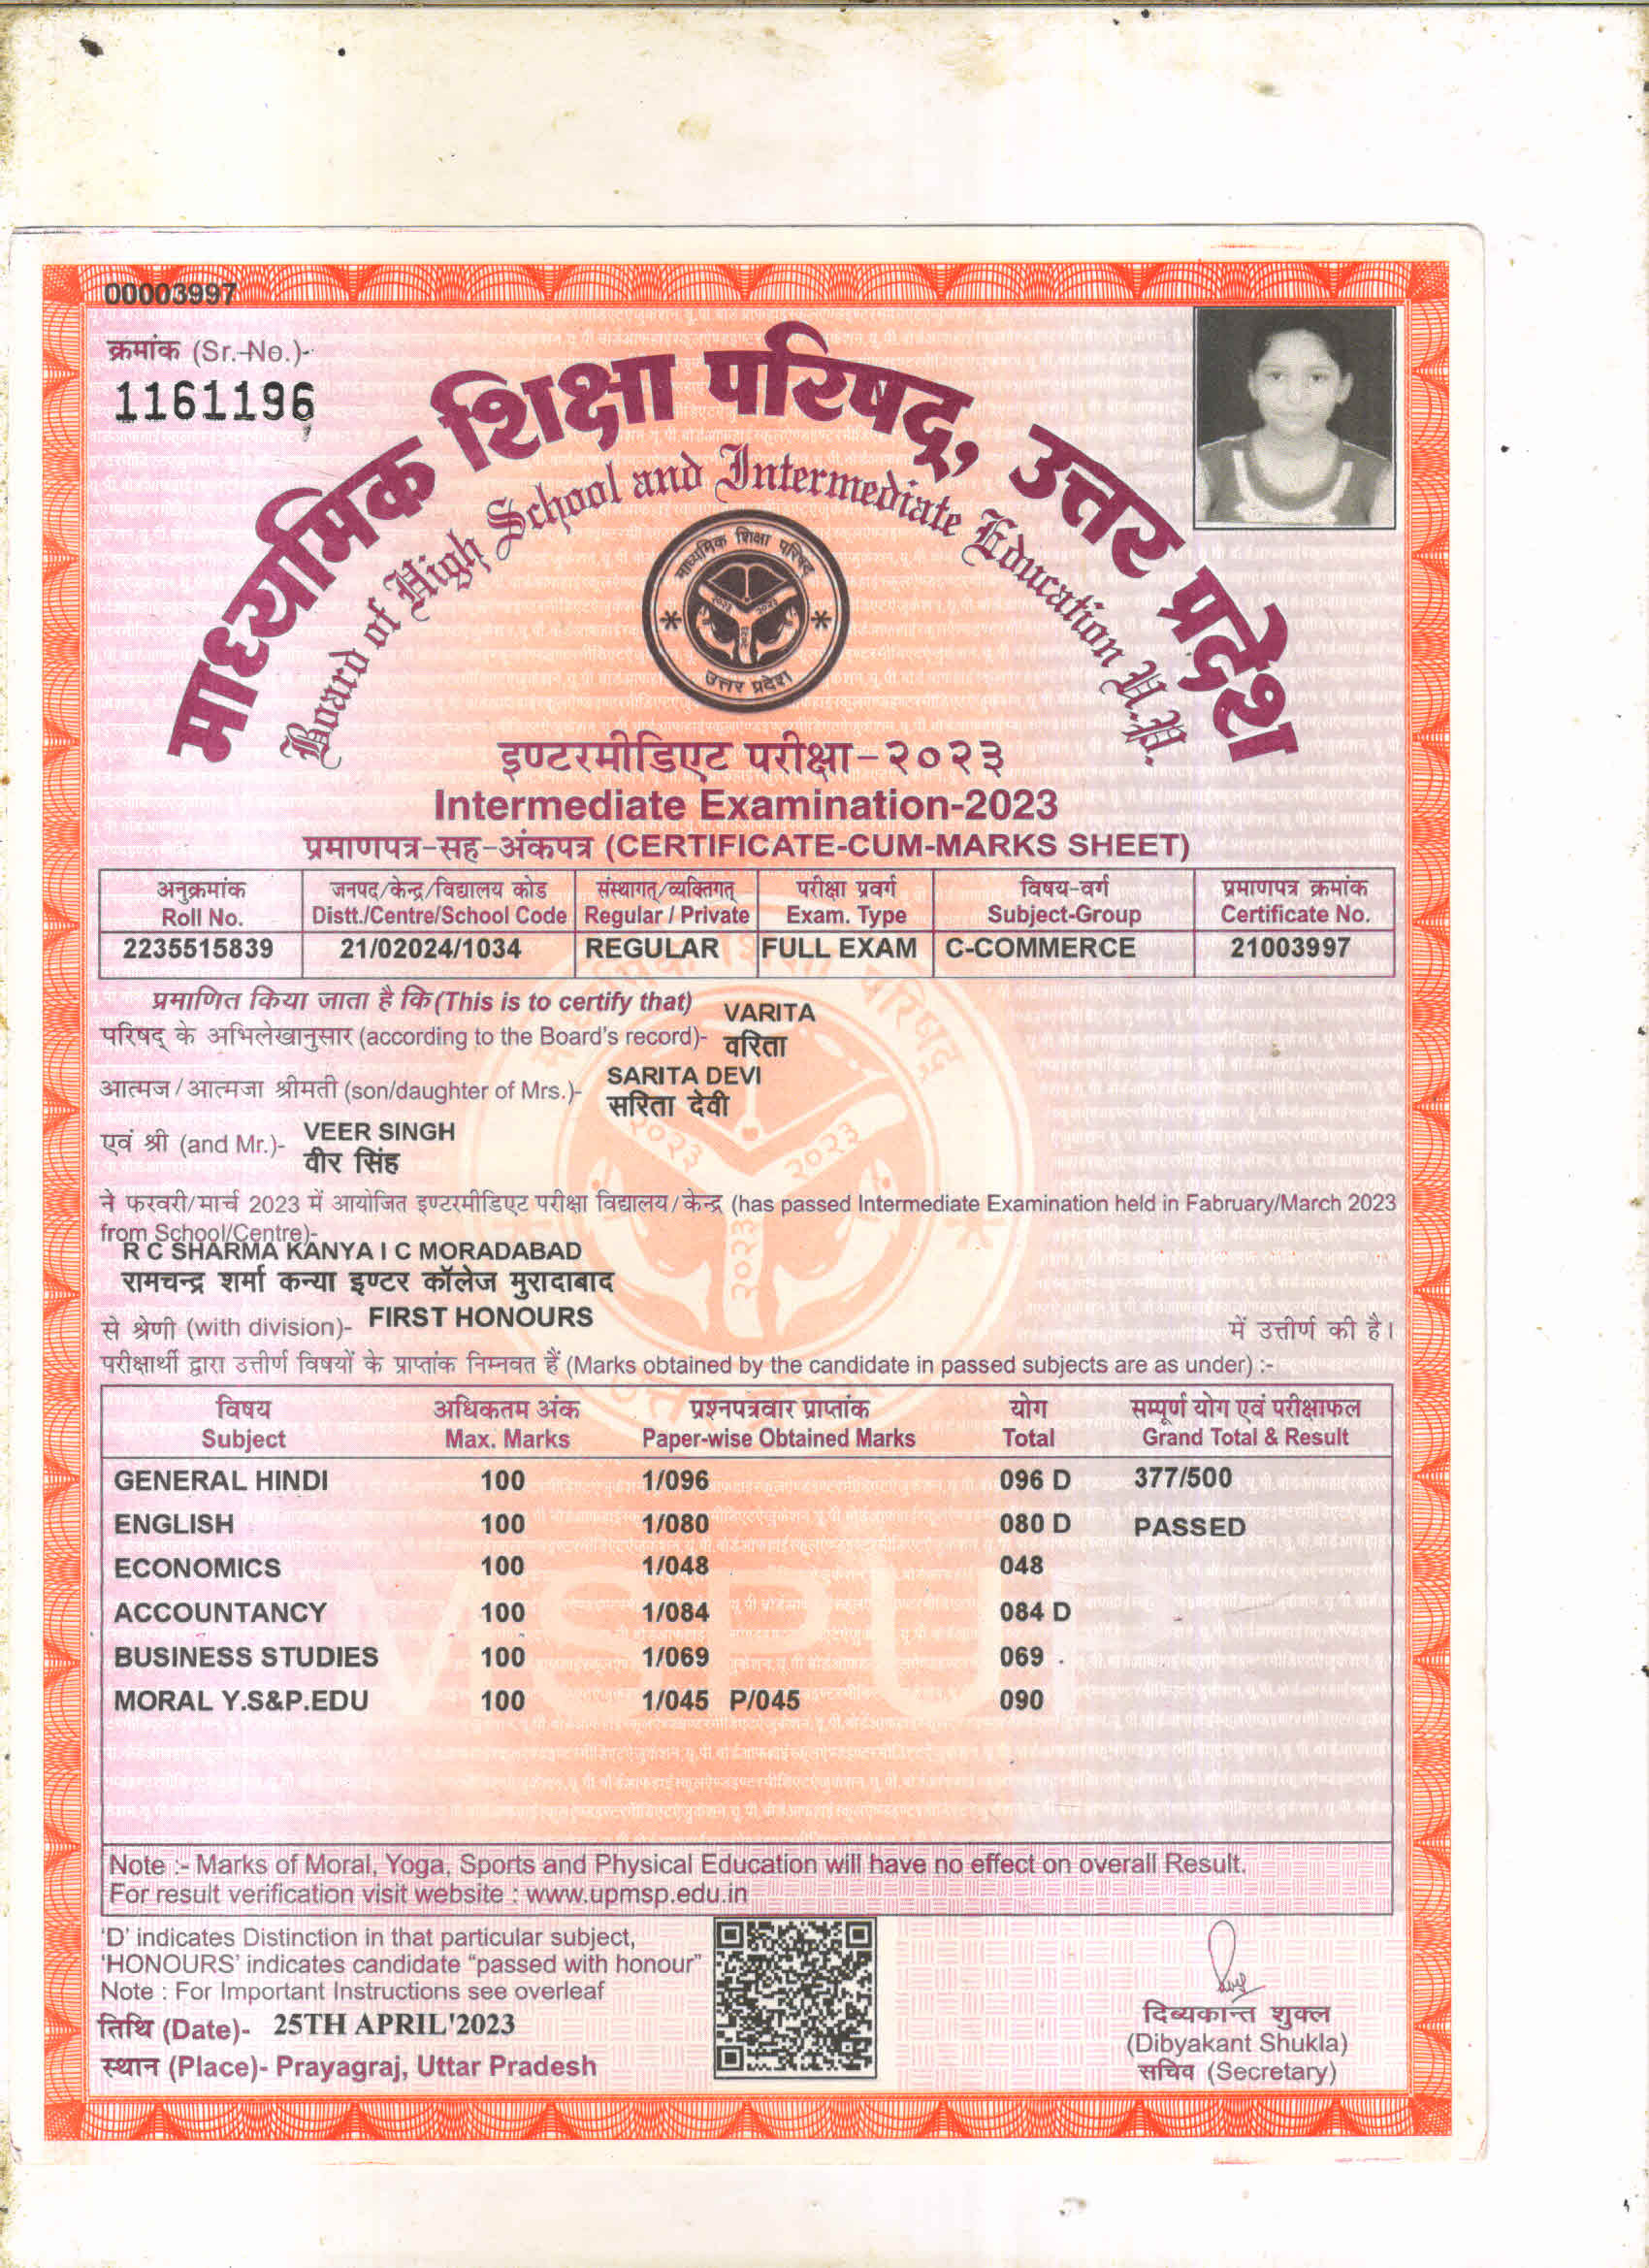 00003997
क्रमांक (Sr. No.)-
1161196
माध्यमिक शिक्षा परिषद्, उत्तर प्रदेश
Board of High School and Intermediate Education U.P.
माध्यमिक शिक्षा परिषद्
२०२३ २०२३
२०२३
उत्तर प्रदेश
इण्टरमीडिएट परीक्षा-२०२३
Intermediate Examination-2023
प्रमाणपत्र-सह-अंकपत्र (CERTIFICATE-CUM-MARKS SHEET)
अनुक्रमांक जनपद/केन्द्र/विद्यालय कोड संस्थागत्/व्यक्तिगत् परीक्षा प्रवर्ग विषय-वर्ग प्रमाणपत्र क्रमांक
Roll No. Distt./Centre/School Code Regular / Private Exam. Type Subject-Group Certificate No.
2235515839 21/02024/1034 REGULAR FULL EXAM C-COMMERCE 21003997
प्रमाणित किया जाता है कि (This is to certify that) VARITA
परिषद् के अभिलेखानुसार (according to the Board's record)- वरिता
आत्मज/आत्मजा श्रीमती (son/daughter of Mrs.)- SARITA DEVI
सरिता देवी
एवं श्री (and Mr.)- VEER SINGH
वीर सिंह
ने फरवरी/मार्च 2023 में आयोजित इण्टरमीडिएट परीक्षा विद्यालय/केन्द्र (has passed Intermediate Examination held in Fabruary/March 2023
from School/Centre)-
R C SHARMA KANYA I C MORADABAD
रामचन्द्र शर्मा कन्या इण्टर कॉलेज मुरादाबाद
से श्रेणी (with division)- FIRST HONOURS में उत्तीर्ण की है।
परीक्षार्थी द्वारा उत्तीर्ण विषयों के प्राप्तांक निम्नवत हैं (Marks obtained by the candidate in passed subjects are as under) :-
विषय अधिकतम अंक प्रश्नपत्रवार प्राप्तांक योग सम्पूर्ण योग एवं परीक्षाफल
Subject Max. Marks Paper-wise Obtained Marks Total Grand Total & Result
GENERAL HINDI 100 1/096 096 D 377/500
ENGLISH 100 1/080 080 D PASSED
ECONOMICS 100 1/048 048
ACCOUNTANCY 100 1/084 084 D
BUSINESS STUDIES 100 1/069 069
MORAL Y.S&P.EDU 100 1/045 P/045 090
MSPUP
Note :- Marks of Moral, Yoga, Sports and Physical Education will have no effect on overall Result.
For result verification visit website : www.upmsp.edu.in
'D' indicates Distinction in that particular subject,
'HONOURS' indicates candidate "passed with honour"
Note : For Important Instructions see overleaf
तिथि (Date)- 25TH APRIL'2023
स्थान (Place)- Prayagraj, Uttar Pradesh
दिव्यकान्त शुक्ल
(Dibyakant Shukla)
सचिव (Secretary)